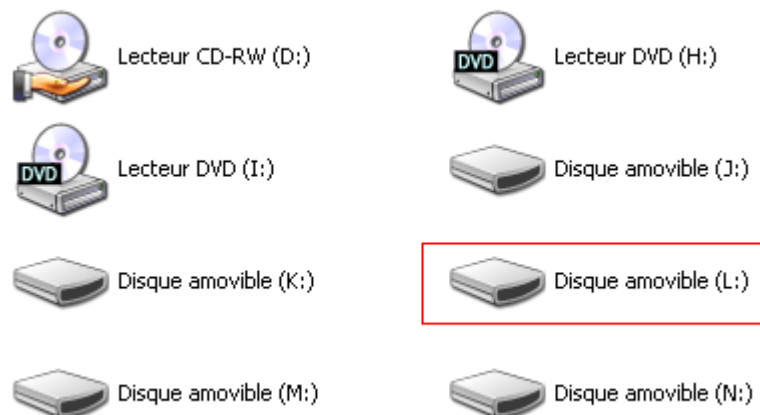 Lecteur CD-RW (D:)
Lecteur DVD (H:)
DVD
DVD
Lecteur DVD (I:)
Disque amovible (J:)
Disque amovible (K:)
Disque amovible (L:)
Disque amovible (M:)
Disque amovible (N:)